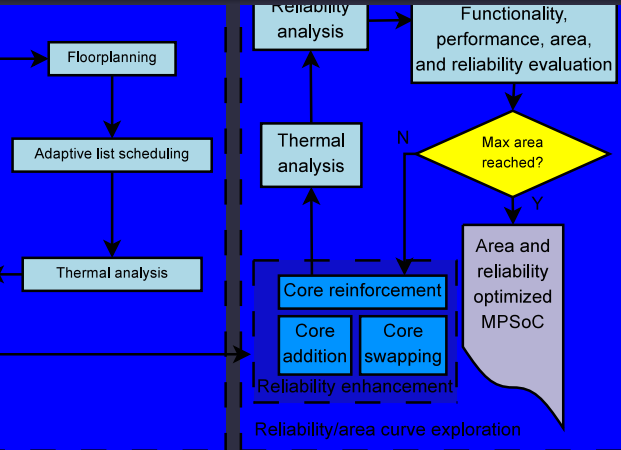 Floorplanning
Adaptive list scheduling
Thermal analysis
Reliability
analysis
Functionality,
performance, area,
and reliability evaluation
Thermal
analysis
N
Max area
reached?
Y
Area and
reliability
optimized
MPSoC
Core reinforcement
Core
addition
Core
swapping
Reliability enhancement
Reliability/area curve exploration